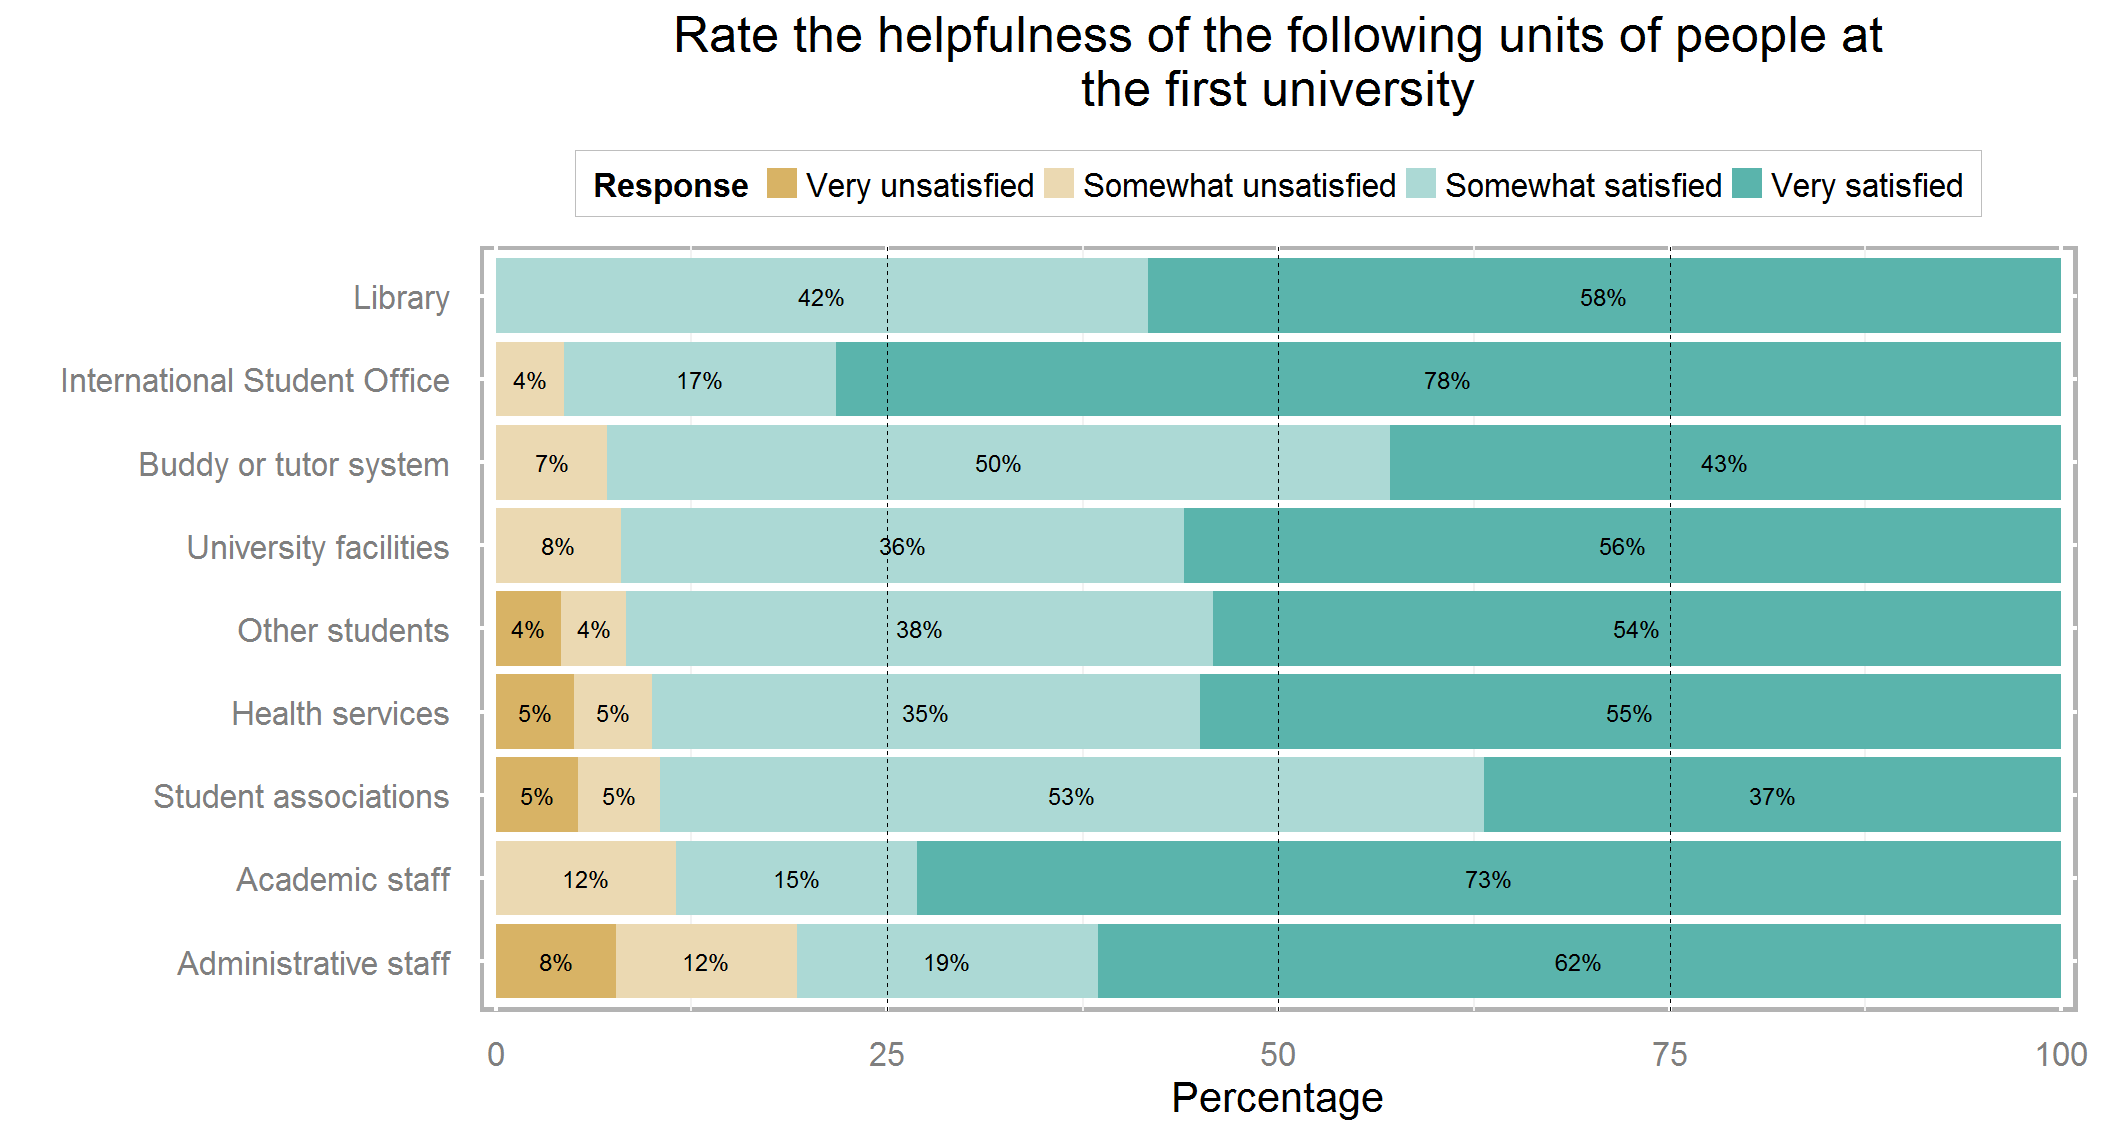 Rate the helpfulness of the following units of people at
the first university
Response Very unsatisfied Somewhat unsatisfied Somewhat satisfied Very satisfied
Library 42% 58%
International Student Office 4% 17% 78%
Buddy or tutor system 7% 50% 43%
University facilities 8% 36% 56%
Other students 4% 4% 38% 54%
Health services 5% 5% 35% 55%
Student associations 5% 5% 53% 37%
Academic staff 12% 15% 73%
Administrative staff 8% 12% 19% 62%
0 25 50 75 100
Percentage